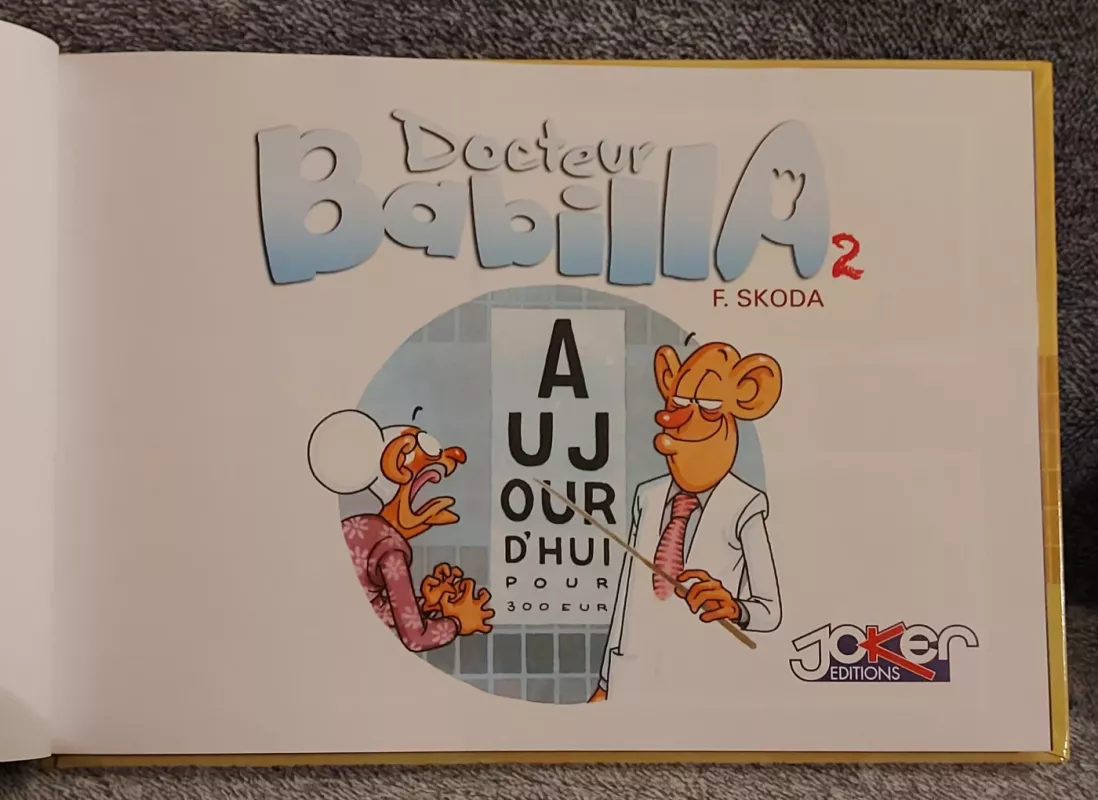 Docteur
BabillA 2
F. SKODA
A
UJ
OUR
D'HUI
POUR
300 EUR
JOKER
EDITIONS